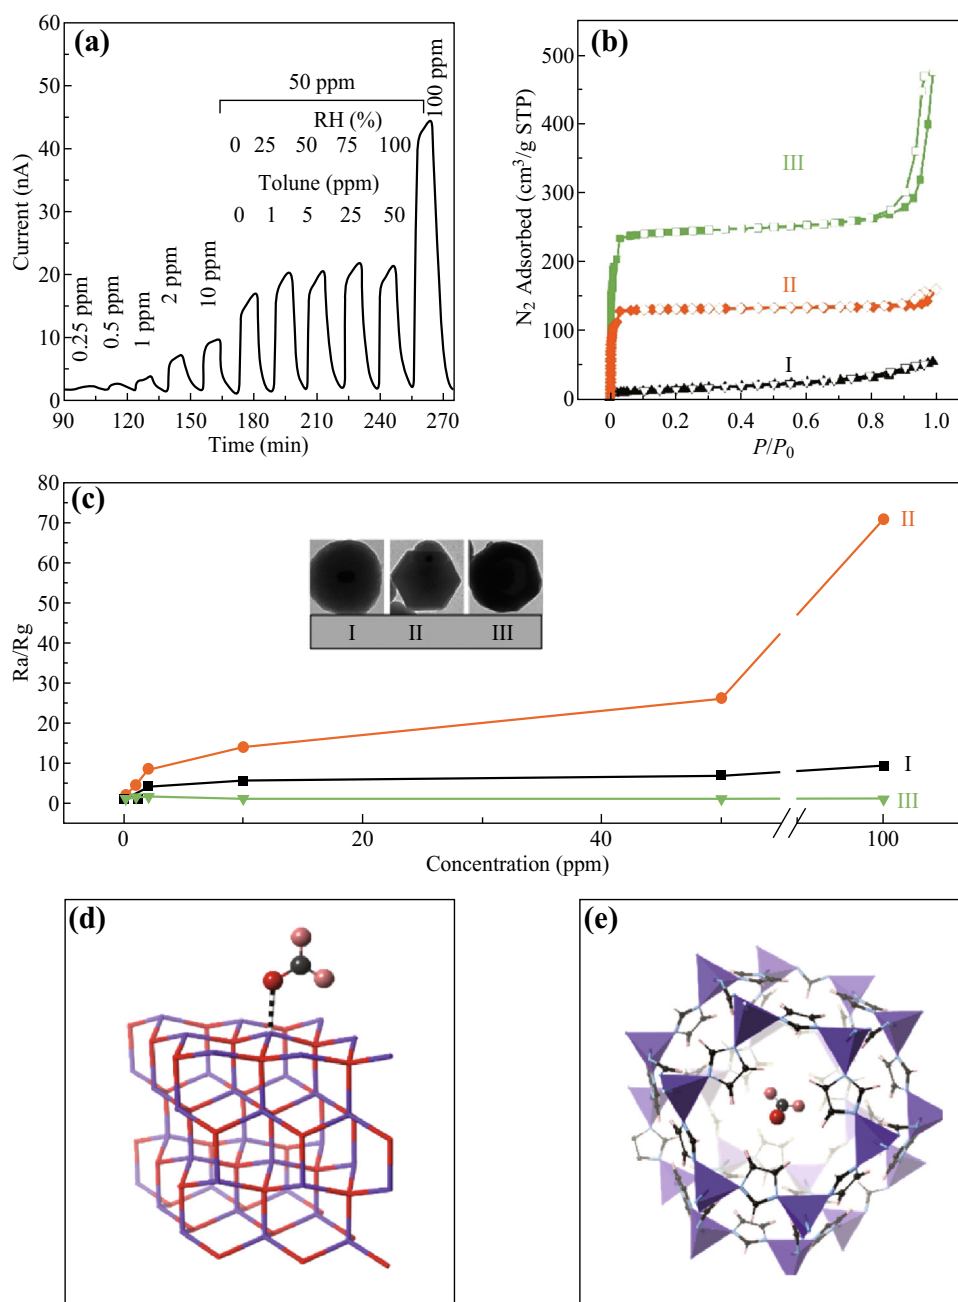 (a)
60
50
40
30
20
10
0
Current (nA)
90 120 150 180 210 240 270
Time (min)
0.25 ppm
0.5 ppm
1 ppm
2 ppm
10 ppm
50 ppm
100 ppm
RH (%)
0 25 50 75 100
Tolune (ppm)
0 1 5 25 50
(b)
500
400
300
200
100
0
N2 Adsorbed (cm³/g STP)
III
II
I
0 0.2 0.4 0.6 0.8 1.0
P/P0
(c)
80
70
60
50
40
30
20
10
0
Ra/Rg
I II III
II
I
III
0 20 40 100
Concentration (ppm)
(d)
(e)